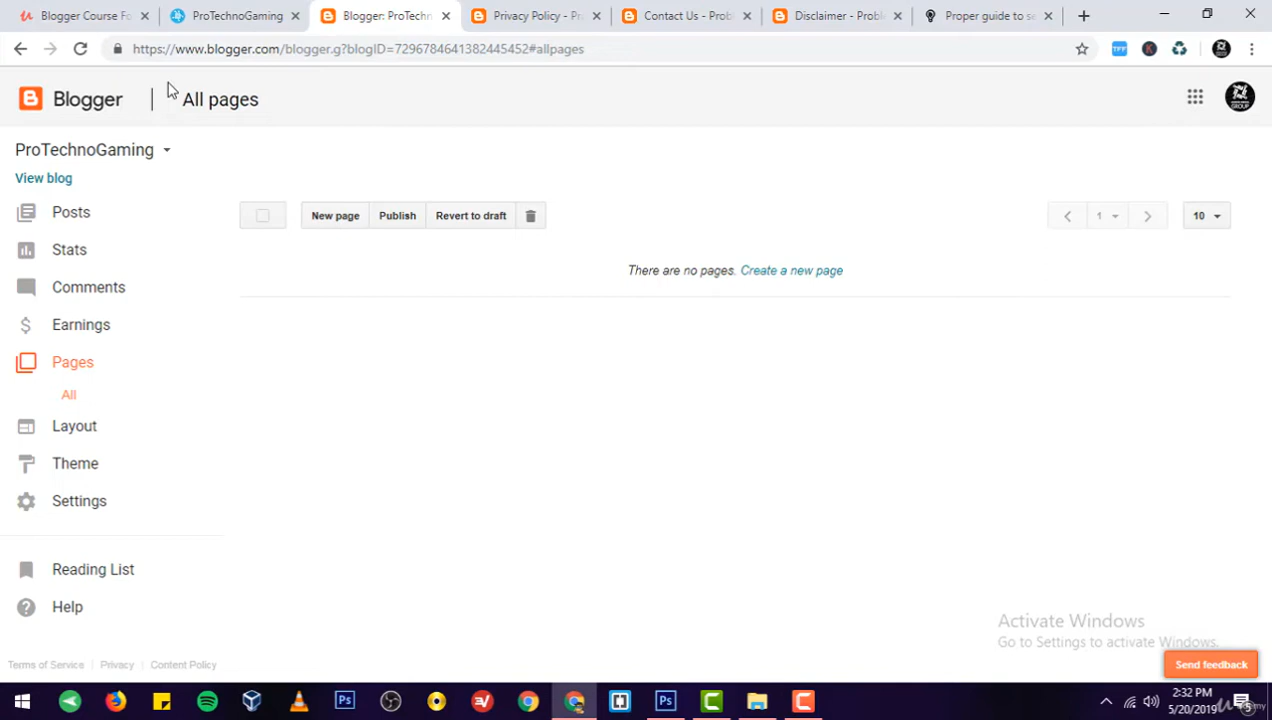 Blogger Course Fo
ProTechnoGaming
Blogger: ProTechn
Privacy Policy - Pr
Contact Us - Prob
Disclaimer - Probl
Proper guide to se
https://www.blogger.com/blogger.g?blogID=7296784641382445452#allpages
TFF
K
Blogger
All pages
ProTechnoGaming
View blog
Posts
New page
Publish
Revert to draft
1
10
Stats
There are no pages. Create a new page
Comments
Earnings
Pages
All
Layout
Theme
Settings
Reading List
Help
Activate Windows
Go to Settings to activate Windows.
Terms of Service
Privacy
Content Policy
Send feedback
Ps
Ps
2:32 PM
5/20/2019
5